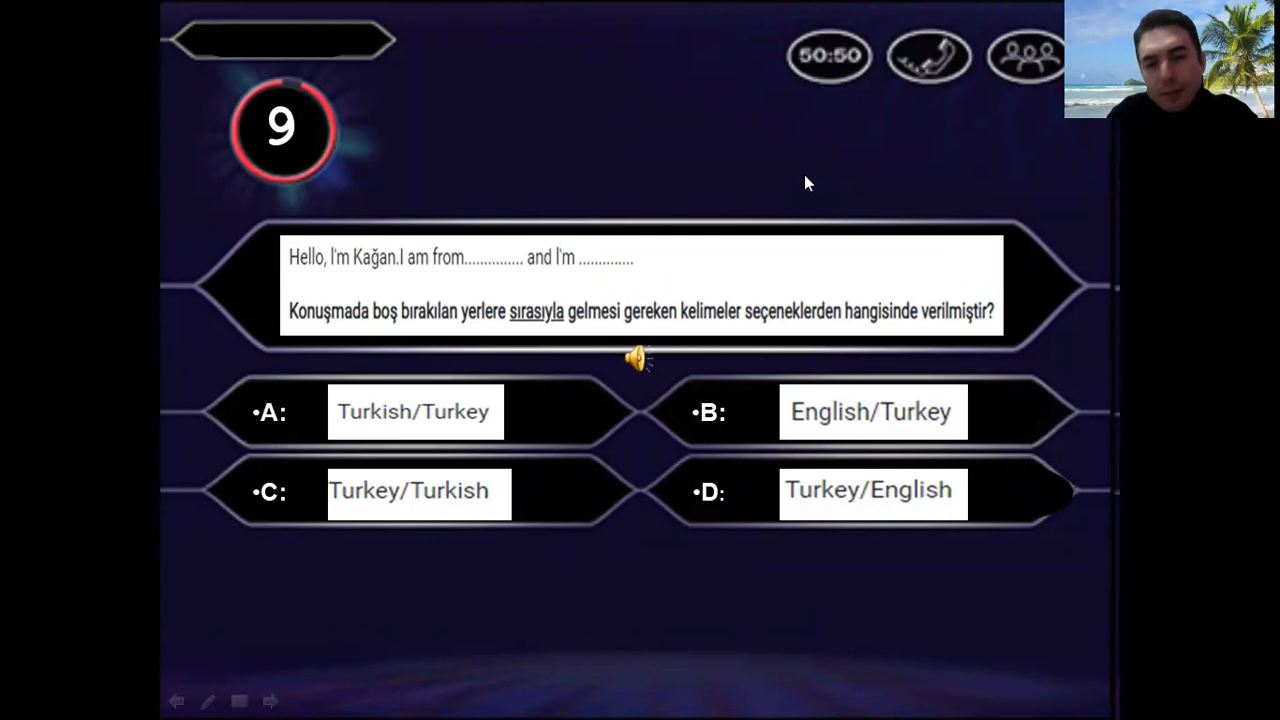 50:50
9
Hello, I'm Kağan.I am from............... and I'm ..............
Konuşmada boş bırakılan yerlere sırasıyla gelmesi gereken kelimeler seçeneklerden hangisinde verilmiştir?
•A: Turkish/Turkey
•B: English/Turkey
•C: Turkey/Turkish
•D: Turkey/English